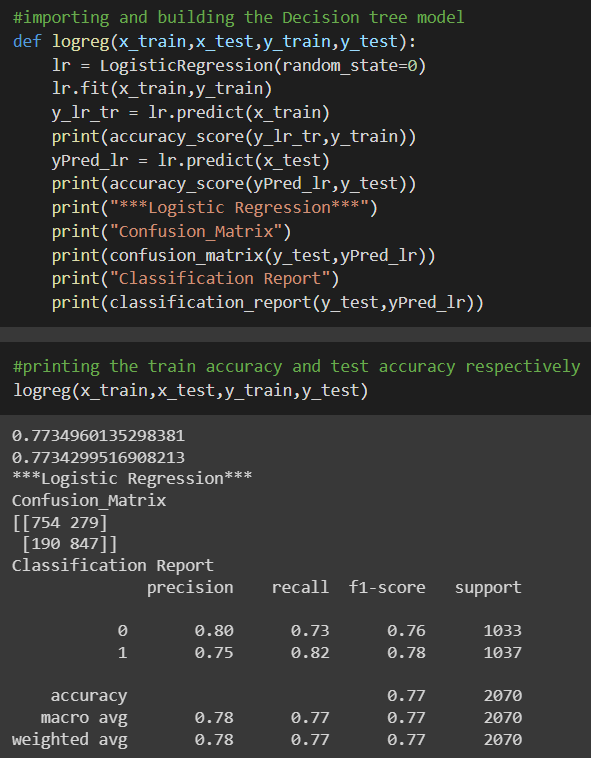 #importing and building the Decision tree model
def logreg(x_train,x_test,y_train,y_test):
    lr = LogisticRegression(random_state=0)
    lr.fit(x_train,y_train)
    y_lr_tr = lr.predict(x_train)
    print(accuracy_score(y_lr_tr,y_train))
    yPred_lr = lr.predict(x_test)
    print(accuracy_score(yPred_lr,y_test))
    print("***Logistic Regression***")
    print("Confusion_Matrix")
    print(confusion_matrix(y_test,yPred_lr))
    print("Classification Report")
    print(classification_report(y_test,yPred_lr))
#printing the train accuracy and test accuracy respectively
logreg(x_train,x_test,y_train,y_test)
0.7734960135298381
0.7734299516908213
***Logistic Regression***
Confusion_Matrix
[[754 279]
 [190 847]]
Classification Report
              precision    recall  f1-score   support
           0       0.80      0.73      0.76      1033
           1       0.75      0.82      0.78      1037
    accuracy                           0.77      2070
   macro avg       0.78      0.77      0.77      2070
weighted avg       0.78      0.77      0.77      2070